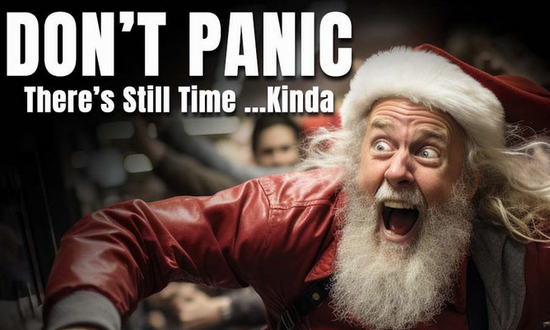 DON'T PANIC
There's Still Time ...Kinda